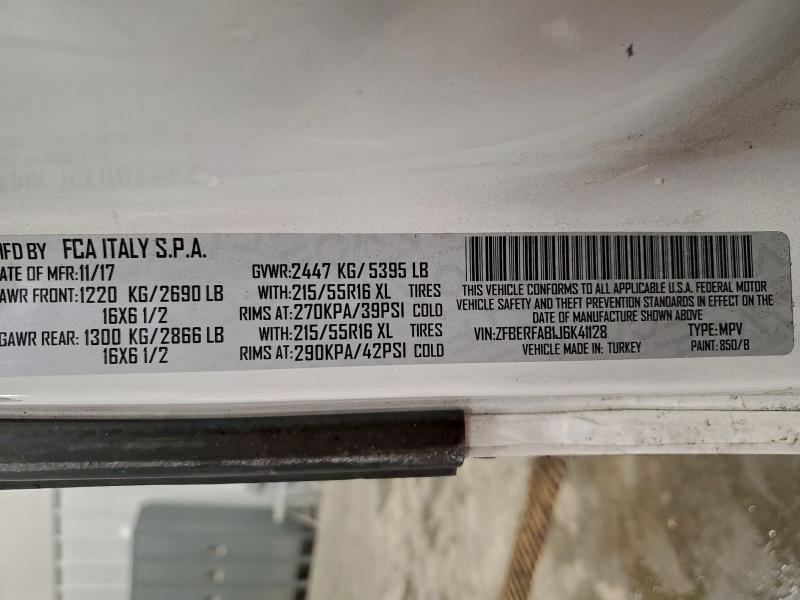 MFD BY FCA ITALY S.P.A.
DATE OF MFR:11/17 GVWR:2447 KG/5395 LB
GAWR FRONT:1220 KG/2690 LB WITH:215/55R16 XL TIRES
16X6 1/2 RIMS AT:270KPA/39PSI COLD
GAWR REAR:1300 KG/2866 LB WITH:215/55R16 XL TIRES
16X6 1/2 RIMS AT:290KPA/42PSI COLD
THIS VEHICLE CONFORMS TO ALL APPLICABLE U.S.A. FEDERAL MOTOR
VEHICLE SAFETY AND THEFT PREVENTION STANDARDS IN EFFECT ON THE
DATE OF MANUFACTURE SHOWN ABOVE
VIN:ZFBERFAB1J6K41128 TYPE:MPV
VEHICLE MADE IN: TURKEY PAINT:850/B